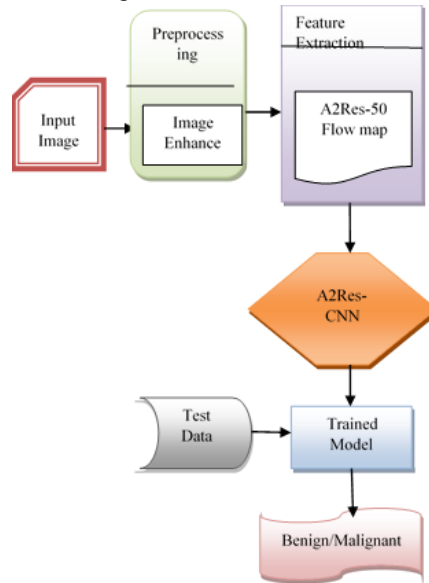 Preprocess
ing
Feature
Extraction
Input
Image
Image
Enhance
A2Res-50
Flow map
A2Res-
CNN
Test
Data
Trained
Model
Benign/Malignant